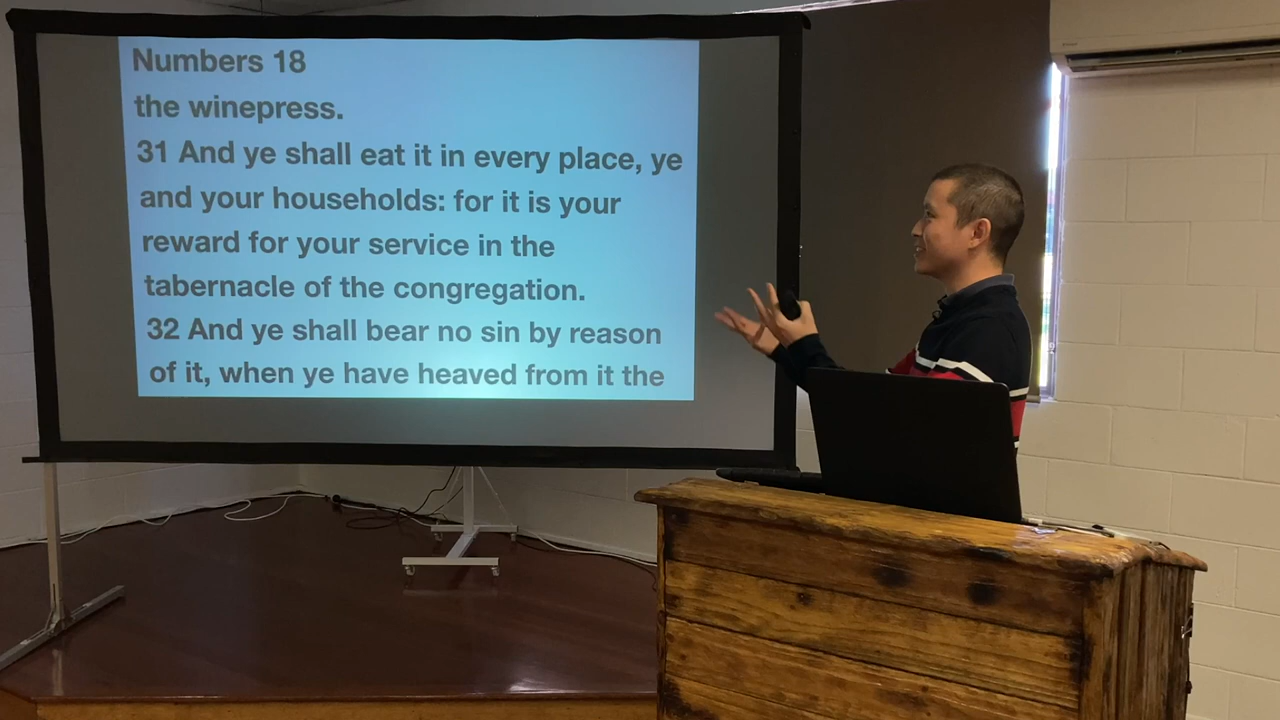 Numbers 18
the winepress.
31 And ye shall eat it in every place, ye
and your households: for it is your
reward for your service in the
tabernacle of the congregation.
32 And ye shall bear no sin by reason
of it, when ye have heaved from it the